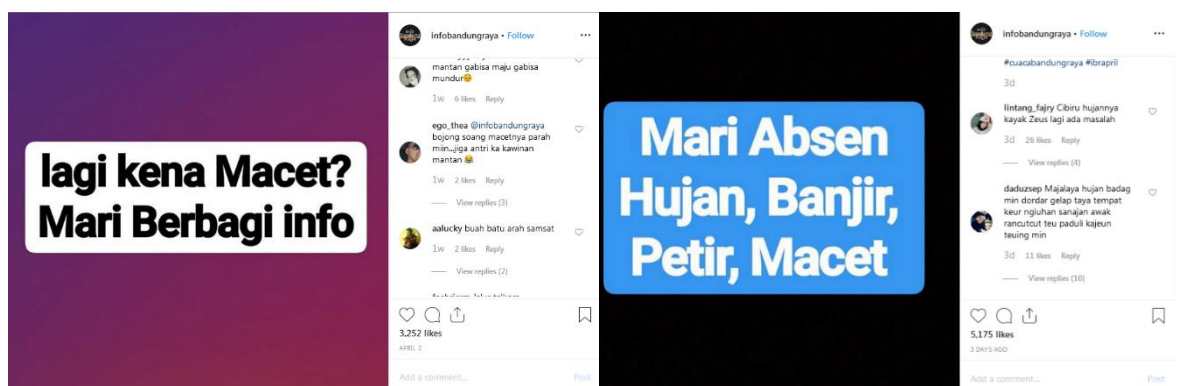 lagi kena Macet?
Mari Berbagi info
infobandungraya • Follow
mantan gabisa maju gabisa
mundur
1w 6 likes Reply
ego_thea @infobandungraya
bojong soang macetnya parah
miin...jiga antri ka kawinan
mantan
1w 2 likes Reply
View replies (3)
aalucky buah batu arah samsat
1w 2 likes Reply
View replies (2)
3,252 likes
APRIL 2
Add a comment...
Post
Mari Absen
Hujan, Banjir,
Petir, Macet
infobandungraya • Follow
#cuacabandungraya #ibrapril
3d
lintang_fajry Cibiru hujannya
kayak Zeus lagi ada masalah
3d 26 likes Reply
View replies (4)
daduzsep Majalaya hujan badag
min dordar gelap taya tempat
keur ngiuhan sanajan awak
rancutcut teu paduli kajeun
teuing min
3d 11 likes Reply
View replies (10)
5,175 likes
3 DAYS AGO
Add a comment...
Post